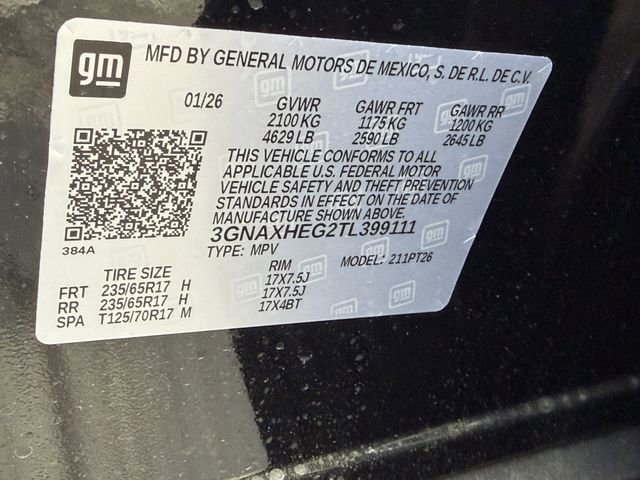 gm
MFD BY GENERAL MOTORS DE MEXICO, S. DE R.L. DE C.V.
01/26 GVWR GAWR FRT GAWR RR
2100 KG 1175 KG 1200 KG
4629 LB 2590 LB 2645 LB
THIS VEHICLE CONFORMS TO ALL
APPLICABLE U.S. FEDERAL MOTOR
VEHICLE SAFETY AND THEFT PREVENTION
STANDARDS IN EFFECT ON THE DATE OF
MANUFACTURE SHOWN ABOVE.
3GNAXHEG2TL399111
384A
TYPE: MPV MODEL: 211PT26
TIRE SIZE RIM
FRT 235/65R17 H 17X7.5J
RR 235/65R17 H 17X7.5J
SPA T125/70R17 M 17X4BT